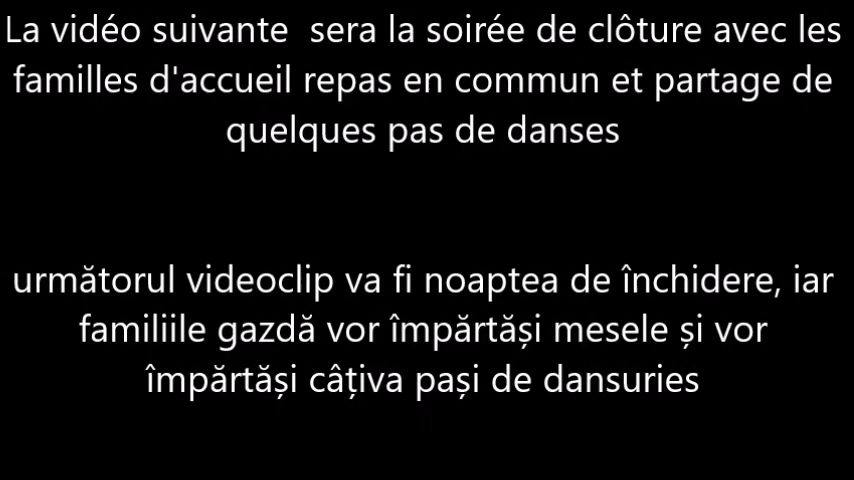 La vidéo suivante  sera la soirée de clôture avec les
familles d'accueil repas en commun et partage de
quelques pas de danses
următorul videoclip va fi noaptea de închidere, iar
familiile gazdă vor împărtăși mesele și vor
împărtăși câțiva pași de dansuries